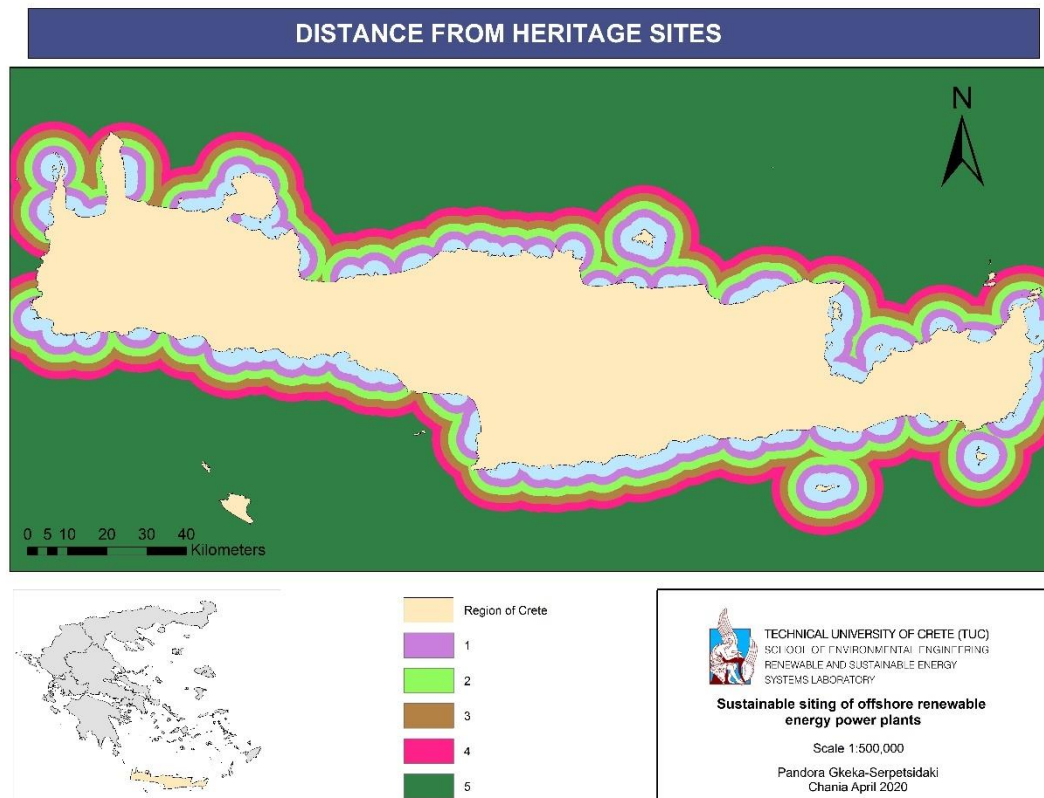 DISTANCE FROM HERITAGE SITES
N
0 5 10 20 30 40
Kilometers
Region of Crete
1
2
3
4
5
TECHNICAL UNIVERSITY OF CRETE (TUC)
SCHOOL OF ENVIRONMENTAL ENGINEERING
RENEWABLE AND SUSTAINABLE ENERGY
SYSTEMS LABORATORY
Sustainable siting of offshore renewable
energy power plants
Scale 1:500,000
Pandora Gkeka-Serpetsidaki
Chania April 2020